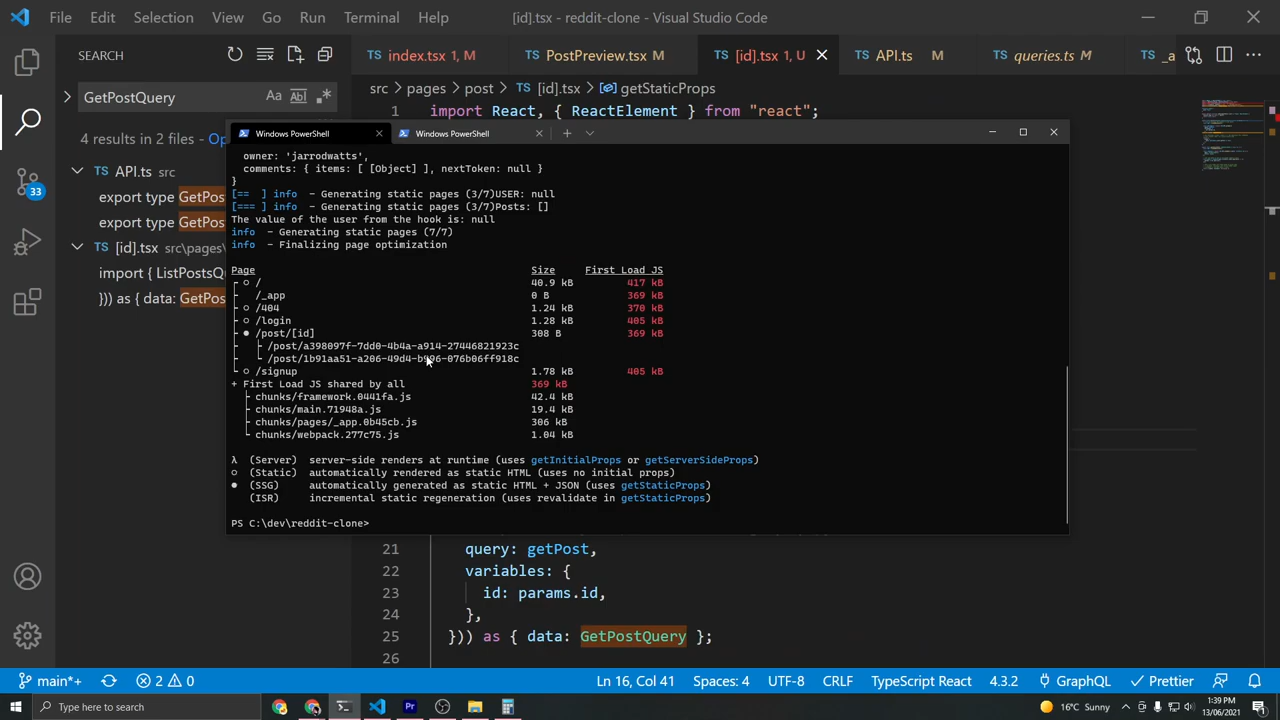 File Edit Selection View Go Run Terminal Help [id].tsx - reddit-clone - Visual Studio Code
SEARCH
index.tsx 1, M
TS PostPreview.tsx M
TS [id].tsx 1, U
TS API.ts M
TS queries.ts M
TS _a
GetPostQuery Aa ab
src > pages > post > TS [id].tsx > getStaticProps
4 results in 2 files - Op
1 import React, { ReactElement } from "react";
TS API.ts src
export type GetPos
export type GetPos
TS [id].tsx src\pages\
import { ListPostsQ
})) as { data: GetPos
33
Windows PowerShell
Windows PowerShell
owner: 'jarrodwatts',
comments: { items: [ [Object] ], nextToken: null }
}
[== ] info - Generating static pages (3/7)USER: null
[=== ] info - Generating static pages (3/7)Posts: []
The value of the user from the hook is: null
info - Generating static pages (7/7)
info - Finalizing page optimization
Page Size First Load JS
┌ ○ / 40.9 kB 417 kB
├ /_app 0 B 369 kB
├ ○ /404 1.24 kB 370 kB
├ ○ /login 1.28 kB 405 kB
├ ● /post/[id] 308 B 369 kB
├ ├ /post/a398097f-7dd0-4b4a-a914-27446821923c
├ └ /post/1b91aa51-a206-49d4-b906-076b06ff918c
└ ○ /signup 1.78 kB 405 kB
+ First Load JS shared by all 369 kB
├ chunks/framework.0441fa.js 42.4 kB
├ chunks/main.71948a.js 19.4 kB
├ chunks/pages/_app.0b45cb.js 306 kB
└ chunks/webpack.277c75.js 1.04 kB
λ (Server) server-side renders at runtime (uses getInitialProps or getServerSideProps)
○ (Static) automatically rendered as static HTML (uses no initial props)
● (SSG) automatically generated as static HTML + JSON (uses getStaticProps)
(ISR) incremental static regeneration (uses revalidate in getStaticProps)
PS C:\dev\reddit-clone>
21 query: getPost,
22 variables: {
23 id: params.id,
24 },
25 })) as { data: GetPostQuery };
26
main*+ 2 0 Ln 16, Col 41 Spaces: 4 UTF-8 CRLF TypeScript React 4.3.2 GraphQL Prettier
Type here to search
16°C Sunny
1:39 PM
13/06/2021